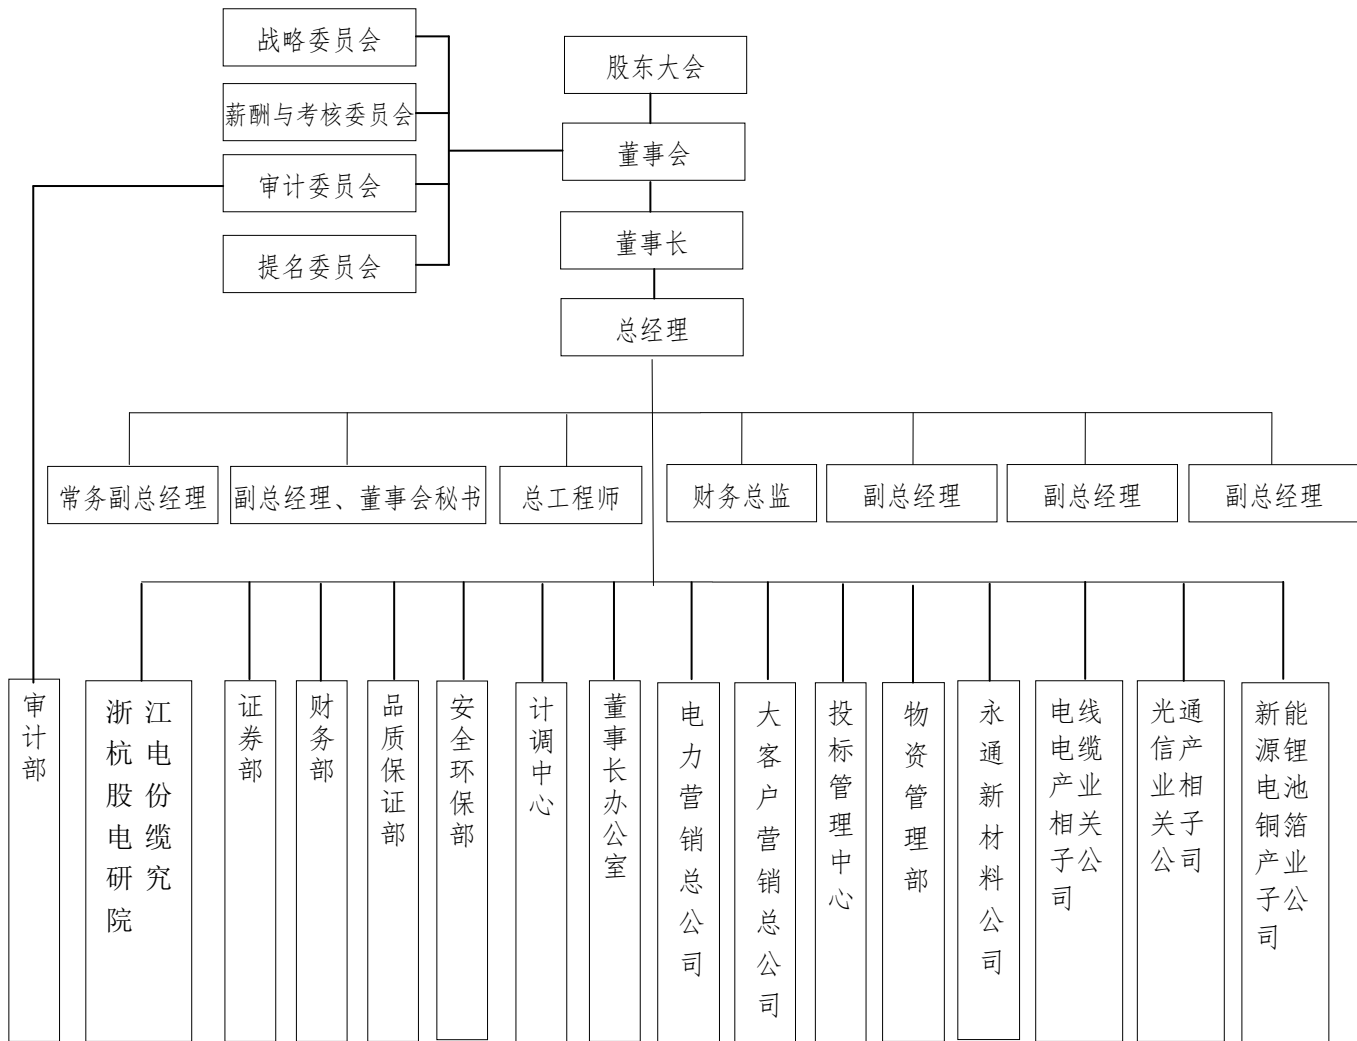 战略委员会
股东大会
薪酬与考核委员会
董事会
审计委员会
董事长
提名委员会
总经理
常务副总经理
副总经理、董事会秘书
总工程师
财务总监
副总经理
副总经理
副总经理
审计部
浙江
杭电
股份
电缆
研究
院
证券部
财务部
品质保证部
安全环保部
计调中心
董事长办公室
电力营销总公司
大客户营销总公司
投标管理中心
物资管理部
永通新材料公司
电线
电缆
产业
相关
子公
司
光通
信产
业相
关子
公司
新能
源锂
电池
铜箔
产业
子公
司